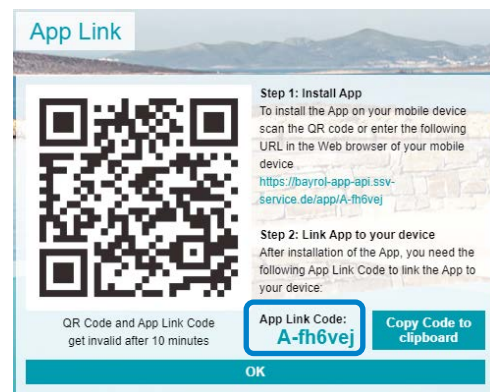 App Link
Step 1: Install App
To install the App on your mobile device
scan the QR code or enter the following
URL in the Web browser of your mobile
device
https://bayrol-app-api.ssv-
service.de/app/A-fh6vej
Step 2: Link App to your device
After installation of the App, you need the
following App Link Code to link the App to
your device:
QR Code and App Link Code
get invalid after 10 minutes
App Link Code:
A-fh6vej
Copy Code to
clipboard
OK